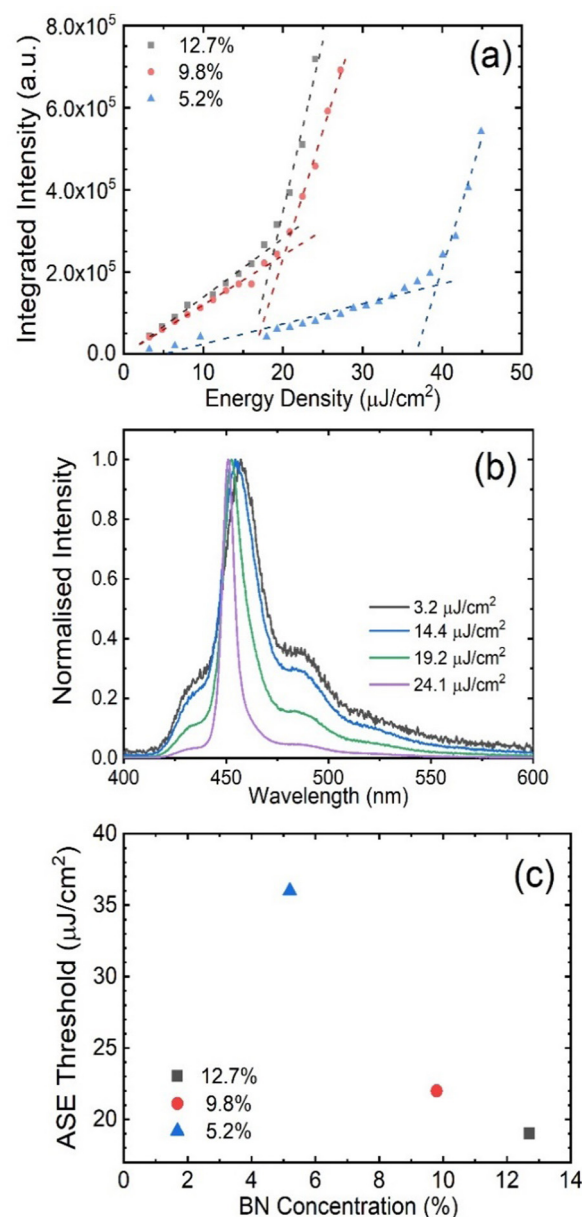 8.0x10⁵
6.0x10⁵
4.0x10⁵
2.0x10⁵
0.0
Integrated Intensity (a.u.)
12.7%
9.8%
5.2%
(a)
0 10 20 30 40 50
Energy Density (μJ/cm²)
1.0
0.8
0.6
0.4
0.2
0.0
Normalised Intensity
(b)
3.2 μJ/cm²
14.4 μJ/cm²
19.2 μJ/cm²
24.1 μJ/cm²
400 450 500 550 600
Wavelength (nm)
40
35
30
25
20
ASE Threshold (μJ/cm²)
(c)
12.7%
9.8%
5.2%
0 2 4 6 8 10 12 14
BN Concentration (%)